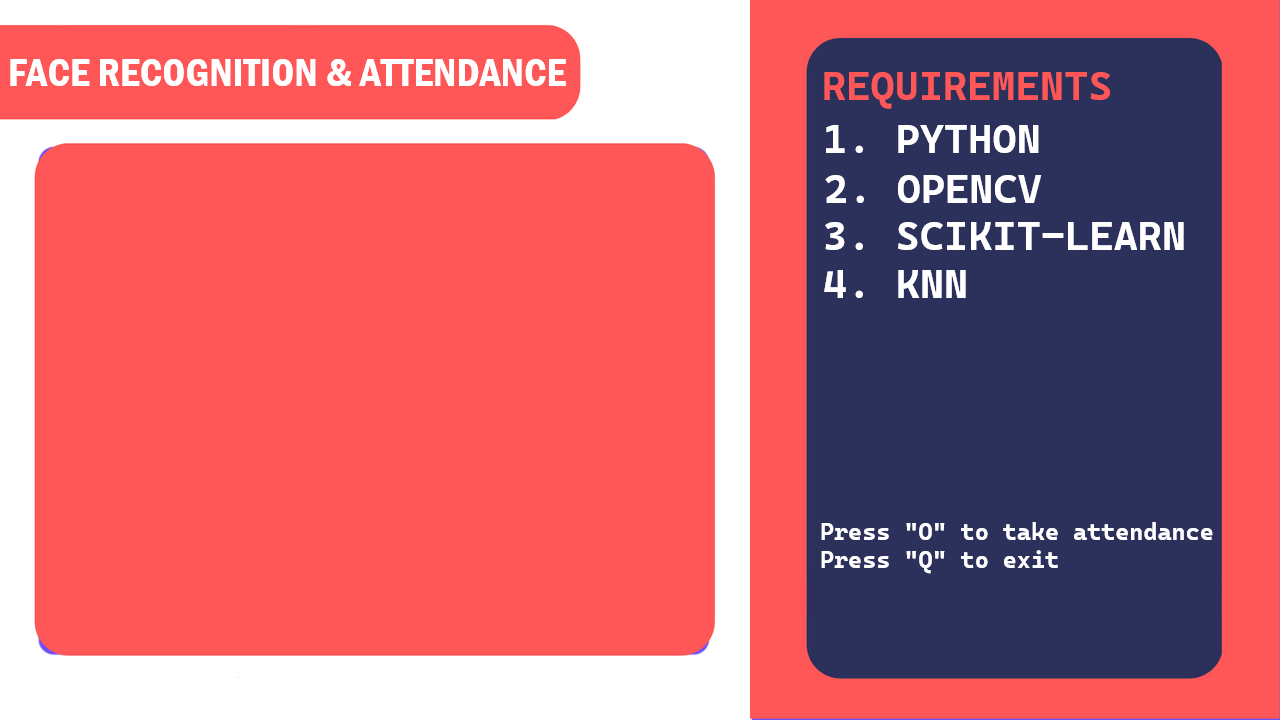 FACE RECOGNITION & ATTENDANCE
REQUIREMENTS
1. PYTHON
2. OPENCV
3. SCIKIT-LEARN
4. KNN
Press "O" to take attendance
Press "Q" to exit